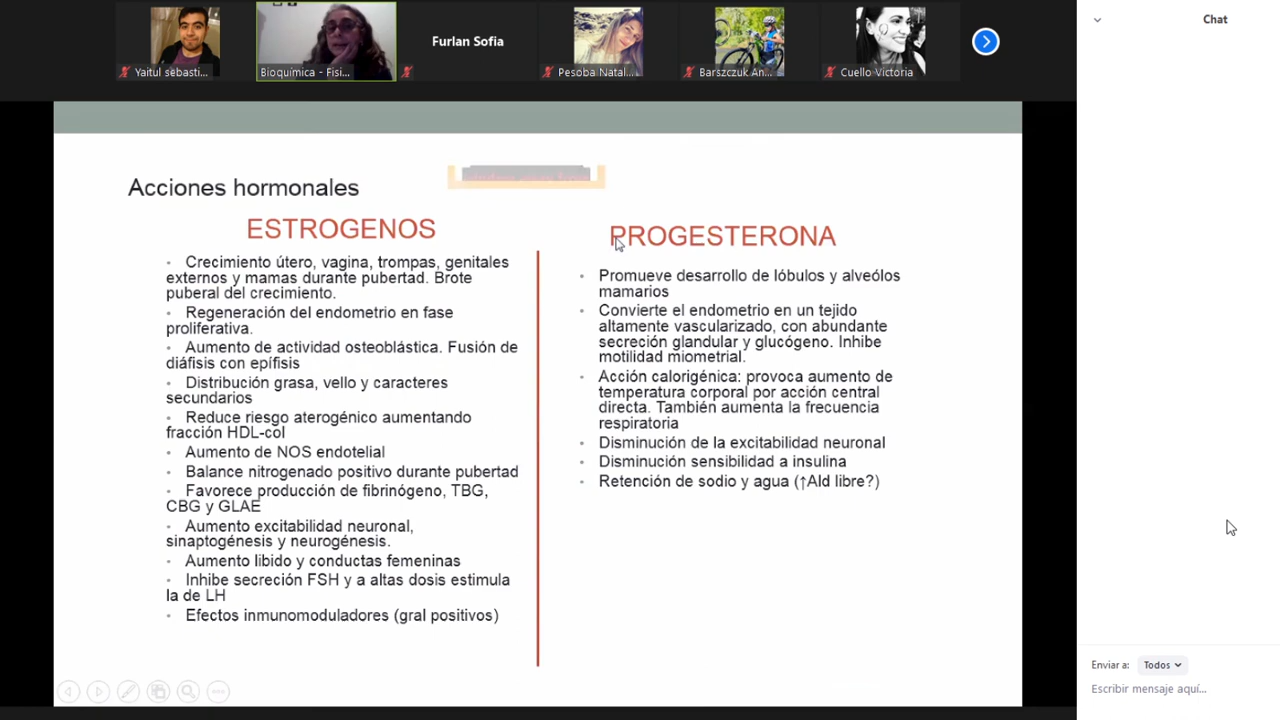 Yaitul sebasti...
Bioquímica - Fisi...
Furlan Sofia
Pesoba Natal...
Barszczuk An...
Cuello Victoria
Chat
Acciones hormonales
ESTROGENOS
• Crecimiento útero, vagina, trompas, genitales
externos y mamas durante pubertad. Brote
puberal del crecimiento.
• Regeneración del endometrio en fase
proliferativa.
• Aumento de actividad osteoblástica. Fusión de
diáfisis con epífisis
• Distribución grasa, vello y caracteres
secundarios
• Reduce riesgo aterogénico aumentando
fracción HDL-col
• Aumento de NOS endotelial
• Balance nitrogenado positivo durante pubertad
• Favorece producción de fibrinógeno, TBG,
CBG y GLAE
• Aumento excitabilidad neuronal,
sinaptogénesis y neurogénesis.
• Aumento libido y conductas femeninas
• Inhibe secreción FSH y a altas dosis estimula
la de LH
• Efectos inmunomoduladores (gral positivos)
PROGESTERONA
• Promueve desarrollo de lóbulos y alveólos
mamarios
• Convierte el endometrio en un tejido
altamente vascularizado, con abundante
secreción glandular y glucógeno. Inhibe
motilidad miometrial.
• Acción calorigénica: provoca aumento de
temperatura corporal por acción central
directa. También aumenta la frecuencia
respiratoria
• Disminución de la excitabilidad neuronal
• Disminución sensibilidad a insulina
• Retención de sodio y agua (↑Ald libre?)
Enviar a: Todos
Escribir mensaje aquí...